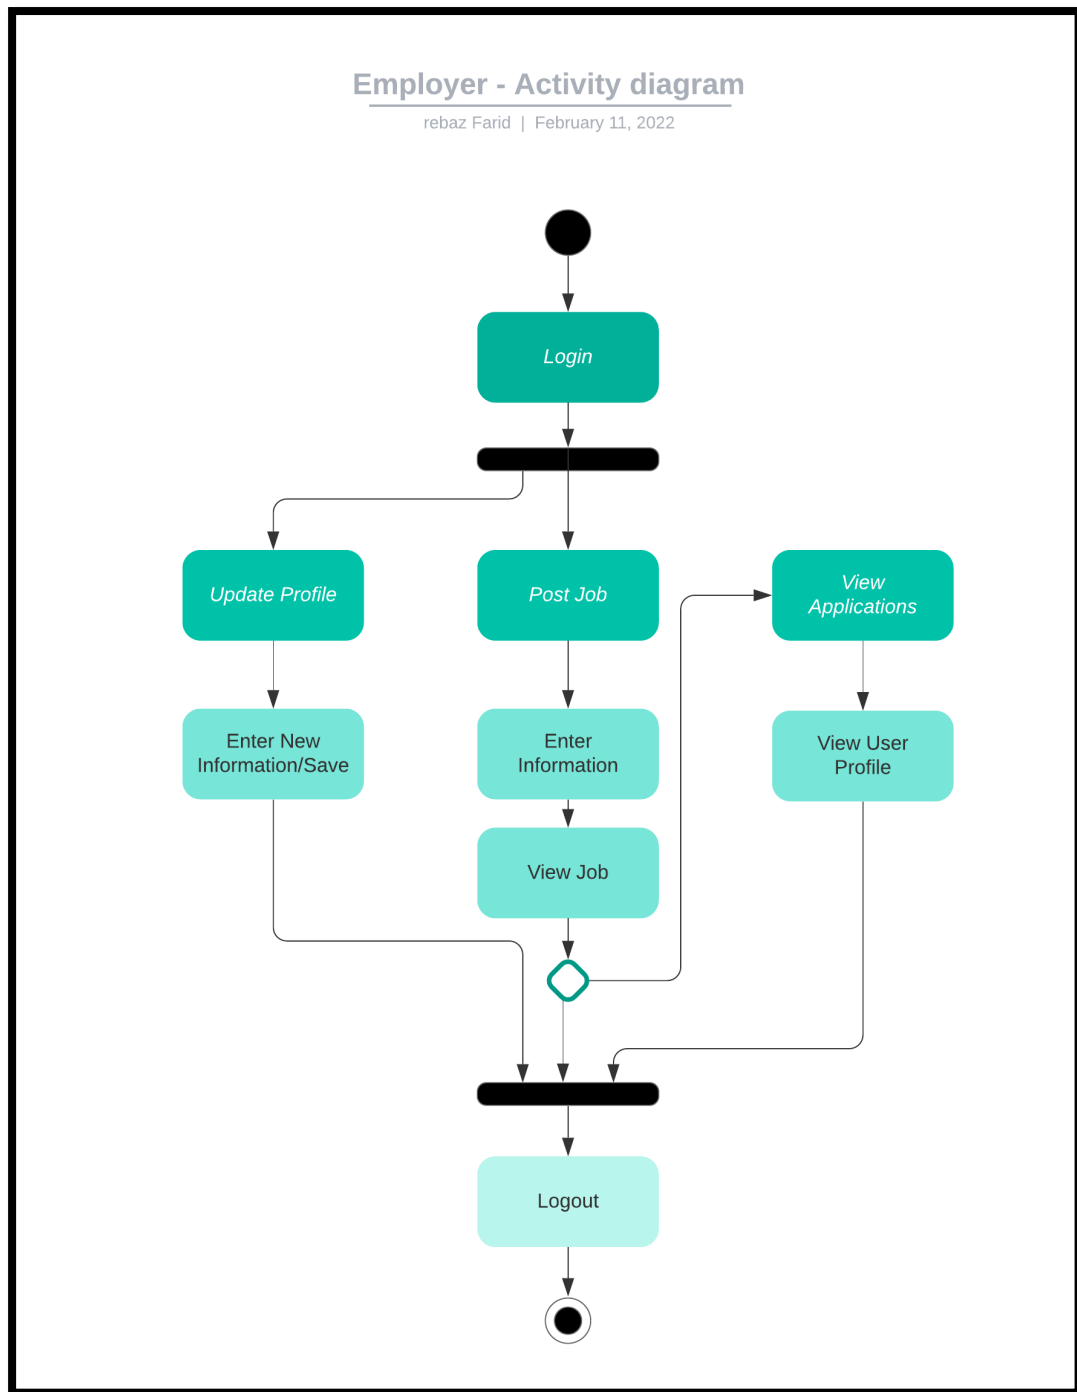 Employer - Activity diagram
rebaz Farid | February 11, 2022
Login
Update Profile
Post Job
View
Applications
Enter New
Information/Save
Enter
Information
View User
Profile
View Job
Logout